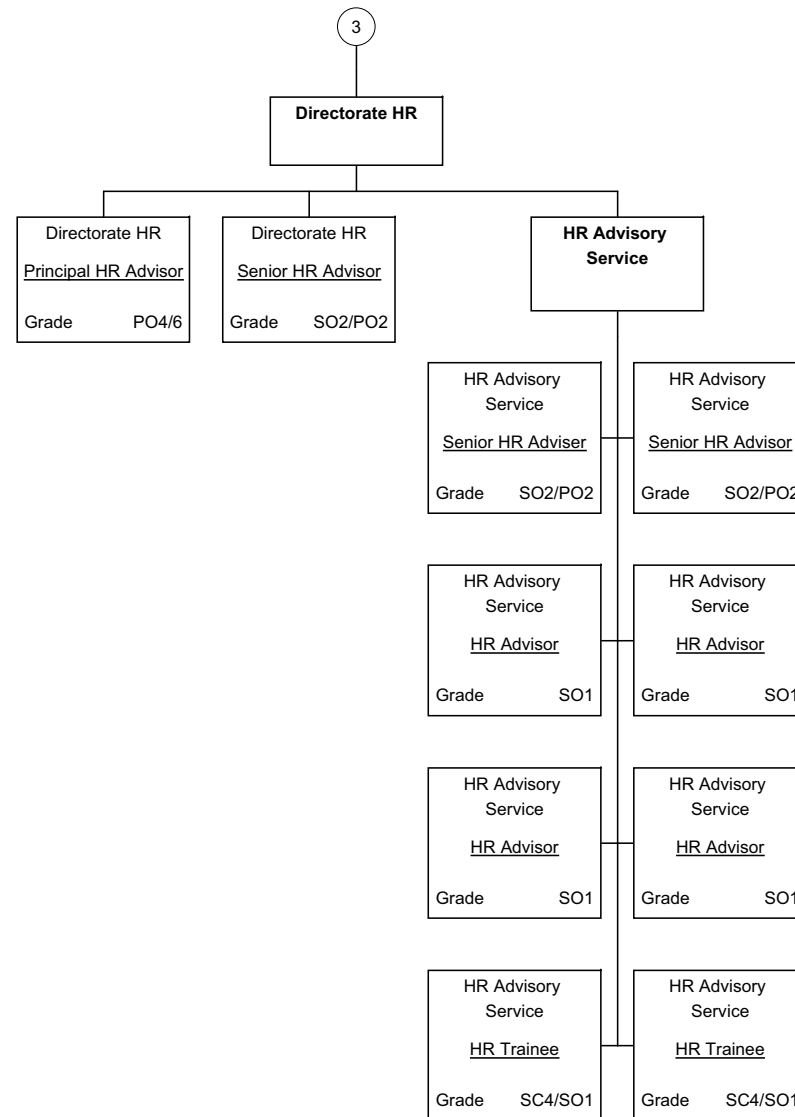 3
Directorate HR
Directorate HR
Principal HR Advisor
Grade PO4/6
Directorate HR
Senior HR Advisor
Grade SO2/PO2
HR Advisory
Service
HR Advisory
Service
Senior HR Adviser
Grade SO2/PO2
HR Advisory
Service
Senior HR Advisor
Grade SO2/PO2
HR Advisory
Service
HR Advisor
Grade SO1
HR Advisory
Service
HR Advisor
Grade SO1
HR Advisory
Service
HR Advisor
Grade SO1
HR Advisory
Service
HR Advisor
Grade SO1
HR Advisory
Service
HR Trainee
Grade SC4/SO1
HR Advisory
Service
HR Trainee
Grade SC4/SO1